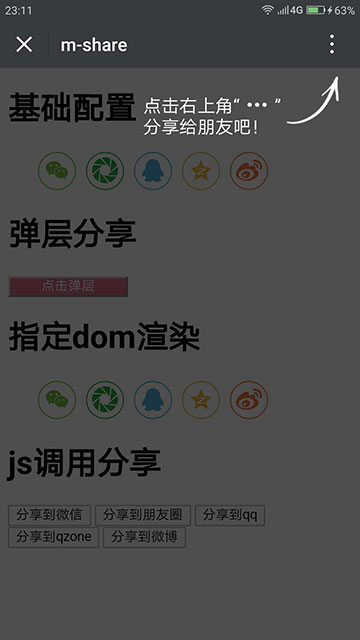 23:11
4G
63%
m-share
基础配置
点击右上角“ ••• ”
分享给朋友吧！
弹层分享
点击弹层
指定dom渲染
js调用分享
分享到微信 分享到朋友圈 分享到qq
分享到qzone 分享到微博